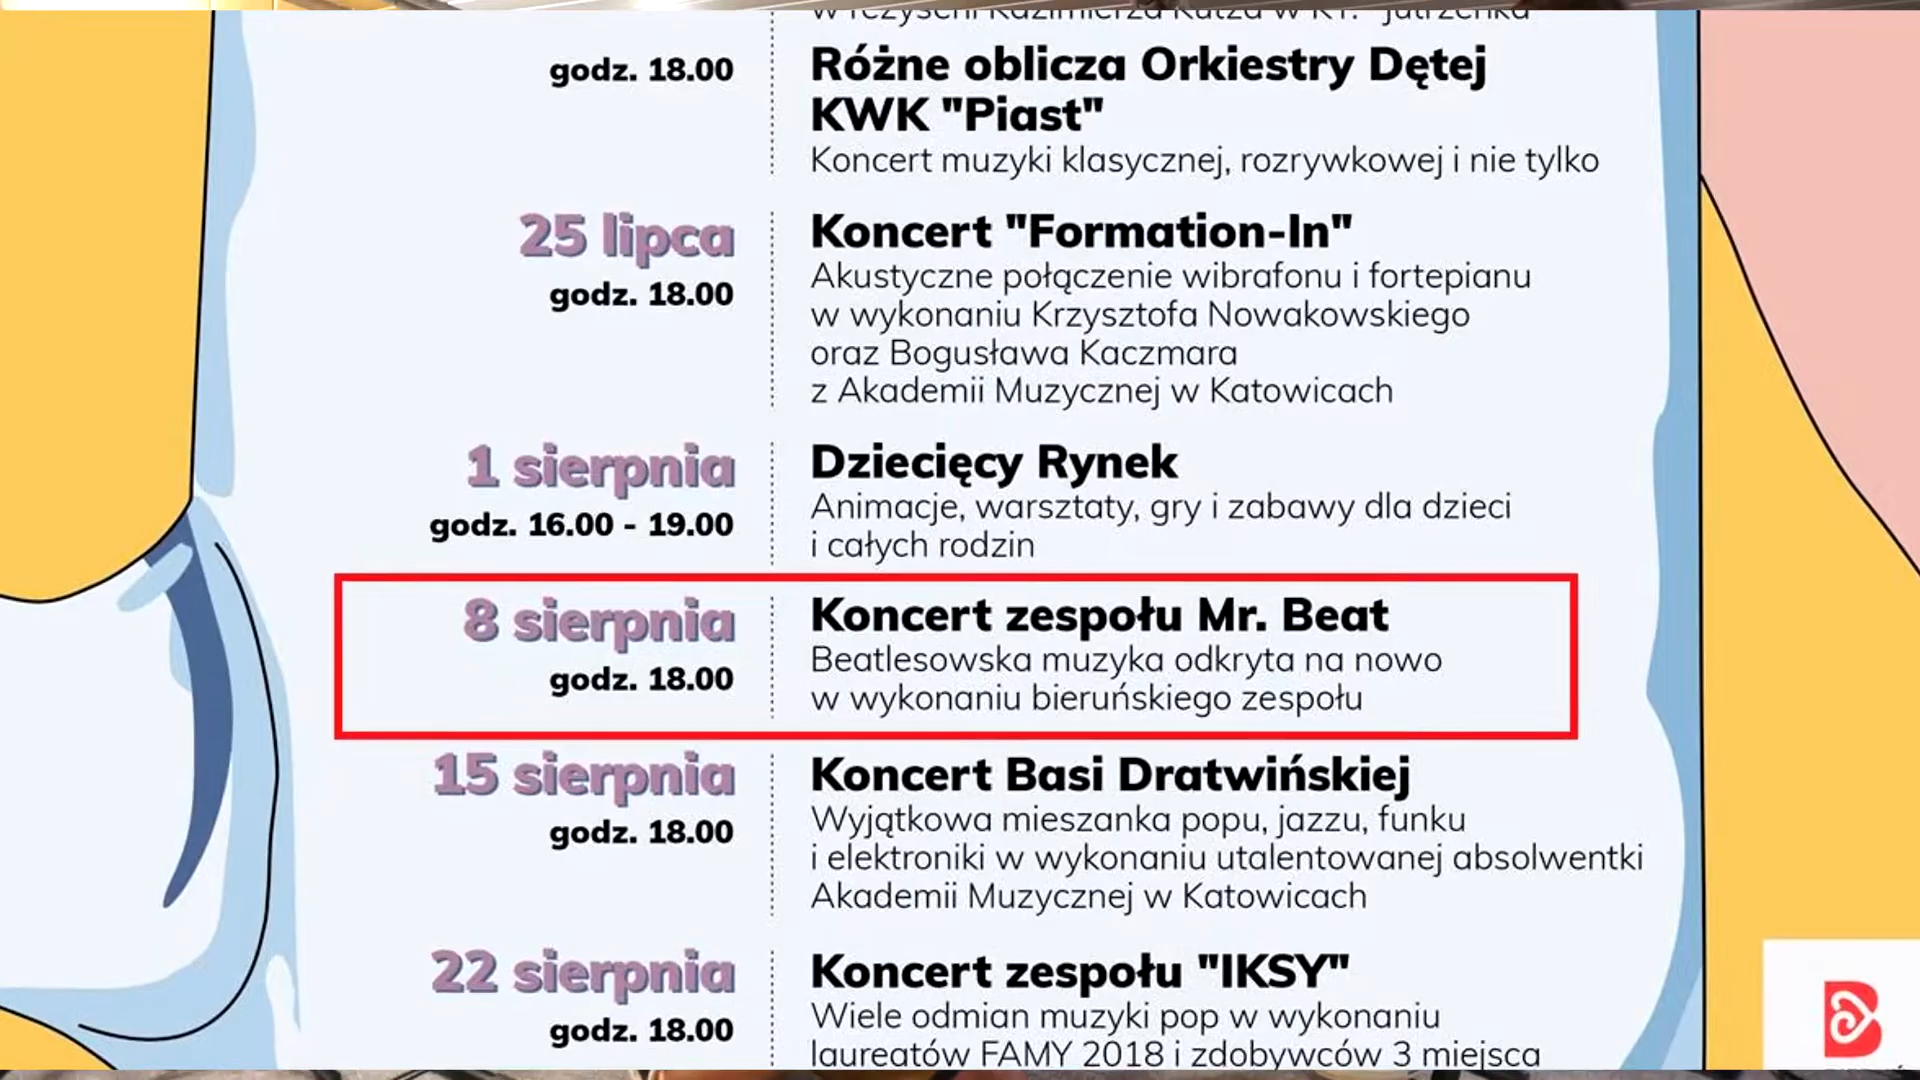 w reżyserii Kazimierza Kutza w KT. "Jutrzenka"
godz. 18.00
Różne oblicza Orkiestry Dętej
KWK "Piast"
Koncert muzyki klasycznej, rozrywkowej i nie tylko
25 lipca
godz. 18.00
Koncert "Formation-In"
Akustyczne połączenie wibrafonu i fortepianu
w wykonaniu Krzysztofa Nowakowskiego
oraz Bogusława Kaczmara
z Akademii Muzycznej w Katowicach
1 sierpnia
godz. 16.00 - 19.00
Dziecięcy Rynek
Animacje, warsztaty, gry i zabawy dla dzieci
i całych rodzin
8 sierpnia
godz. 18.00
Koncert zespołu Mr. Beat
Beatlesowska muzyka odkryta na nowo
w wykonaniu bieruńskiego zespołu
15 sierpnia
godz. 18.00
Koncert Basi Dratwińskiej
Wyjątkowa mieszanka popu, jazzu, funku
i elektroniki w wykonaniu utalentowanej absolwentki
Akademii Muzycznej w Katowicach
22 sierpnia
godz. 18.00
Koncert zespołu "IKSY"
Wiele odmian muzyki pop w wykonaniu
laureatów FAMY 2018 i zdobywców 3 miejsca